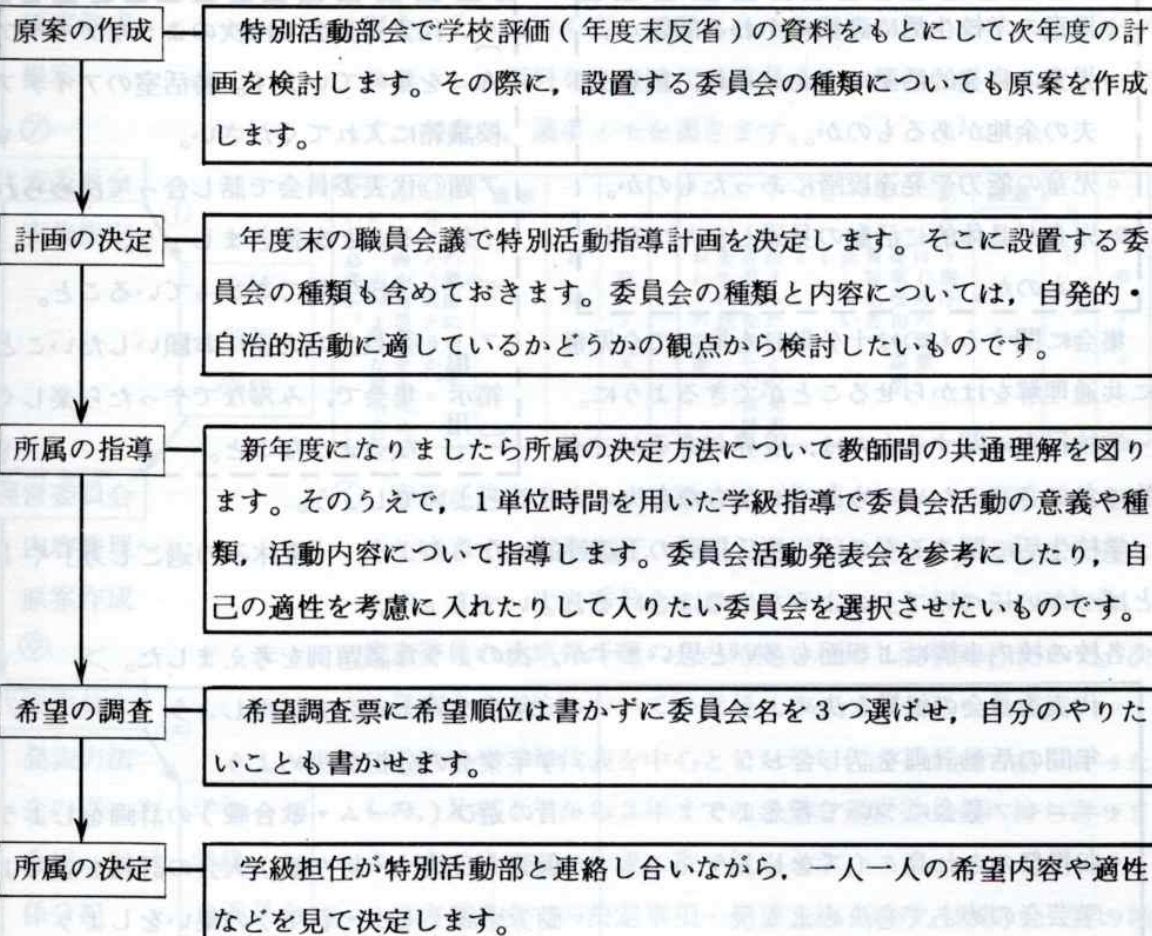 原案の作成
特別活動部会で学校評価(年度末反省)の資料をもとにして次年度の計
画を検討します。その際に，設置する委員会の種類についても原案を作成
します。
計画の決定
年度末の職員会議で特別活動指導計画を決定します。そこに設置する委
員会の種類も含めておきます。委員会の種類と内容については，自発的・
自治的活動に適しているかどうかの観点から検討したいものです。
所属の指導
新年度になりましたら所属の決定方法について教師間の共通理解を図り
ます。そのうえで，1単位時間を用いた学級指導で委員会活動の意義や種
類，活動内容について指導します。委員会活動発表会を参考にしたり，自
己の適性を考慮に入れたりして入りたい委員会を選択させたいものです。
希望の調査
希望調査票に希望順位は書かずに委員会名を3つ選ばせ，自分のやりた
いことも書かせます。
所属の決定
学級担任が特別活動部と連絡し合いながら，一人一人の希望内容や適性
などを見て決定します。